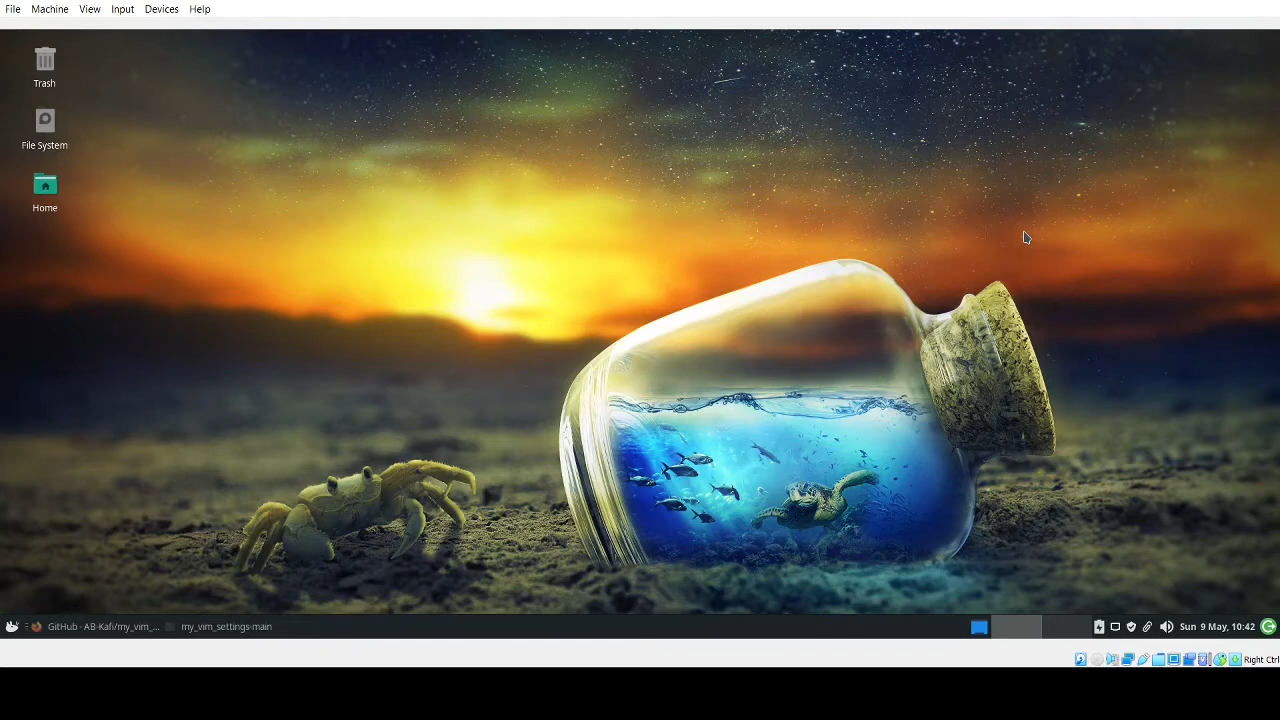 File Machine View Input Devices Help
Trash
File System
Home
GitHub - AB-Kafi/my_vim_... my_vim_settings-main Sun 9 May, 10:42
Right Ctrl